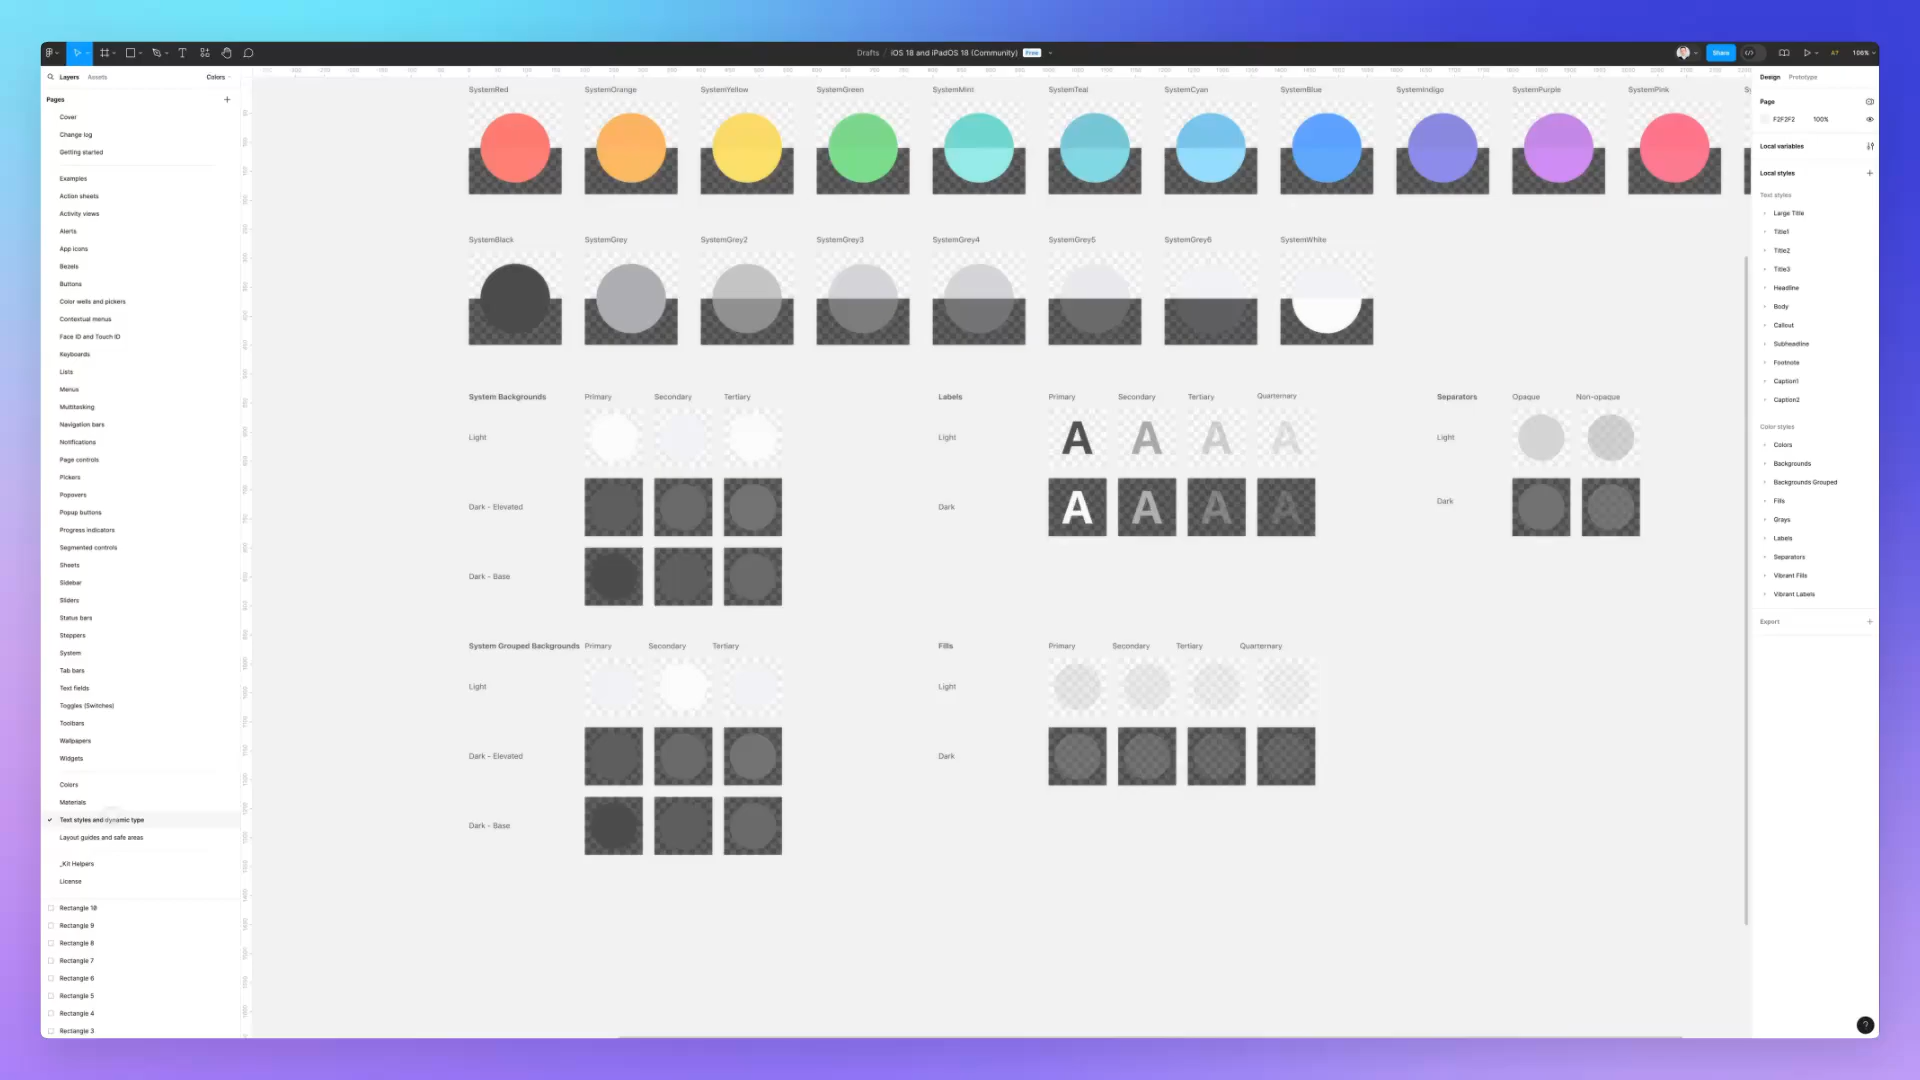 Drafts / iOS 18 and iPadOS 18 (Community) Free
Share
A?
106%
Layers Assets Colors
Pages
Cover
Change log
Getting started
Examples
Action sheets
Activity views
Alerts
App icons
Bezels
Buttons
Color wells and pickers
Contextual menus
Face ID and Touch ID
Keyboards
Lists
Menus
Multitasking
Navigation bars
Notifications
Page controls
Pickers
Popovers
Popup buttons
Progress indicators
Segmented controls
Sheets
Sidebar
Sliders
Status bars
Steppers
System
Tab bars
Text fields
Toggles (Switches)
Toolbars
Wallpapers
Widgets
Colors
Materials
Text styles and dynamic type
Layout guides and safe areas
_Kit Helpers
License
Rectangle 10
Rectangle 9
Rectangle 8
Rectangle 7
Rectangle 6
Rectangle 5
Rectangle 4
Rectangle 3
SystemRed SystemOrange SystemYellow SystemGreen SystemMint SystemTeal SystemCyan SystemBlue SystemIndigo SystemPurple SystemPink
SystemBlack SystemGrey SystemGrey2 SystemGrey3 SystemGrey4 SystemGrey5 SystemGrey6 SystemWhite
System Backgrounds Primary Secondary Tertiary
Light
Dark - Elevated
Dark - Base
Labels Primary Secondary Tertiary Quarternary
Light A A A A
Dark A A A A
Separators Opaque Non-opaque
Light
Dark
System Grouped Backgrounds Primary Secondary Tertiary
Light
Dark - Elevated
Dark - Base
Fills Primary Secondary Tertiary Quarternary
Light
Dark
Design Prototype
Page
F2F2F2 100%
Local variables
Local styles
Text styles
Large Title
Title1
Title2
Title3
Headline
Body
Callout
Subheadline
Footnote
Caption1
Caption2
Color styles
Colors
Backgrounds
Backgrounds Grouped
Fills
Grays
Labels
Separators
Vibrant Fills
Vibrant Labels
Export
?